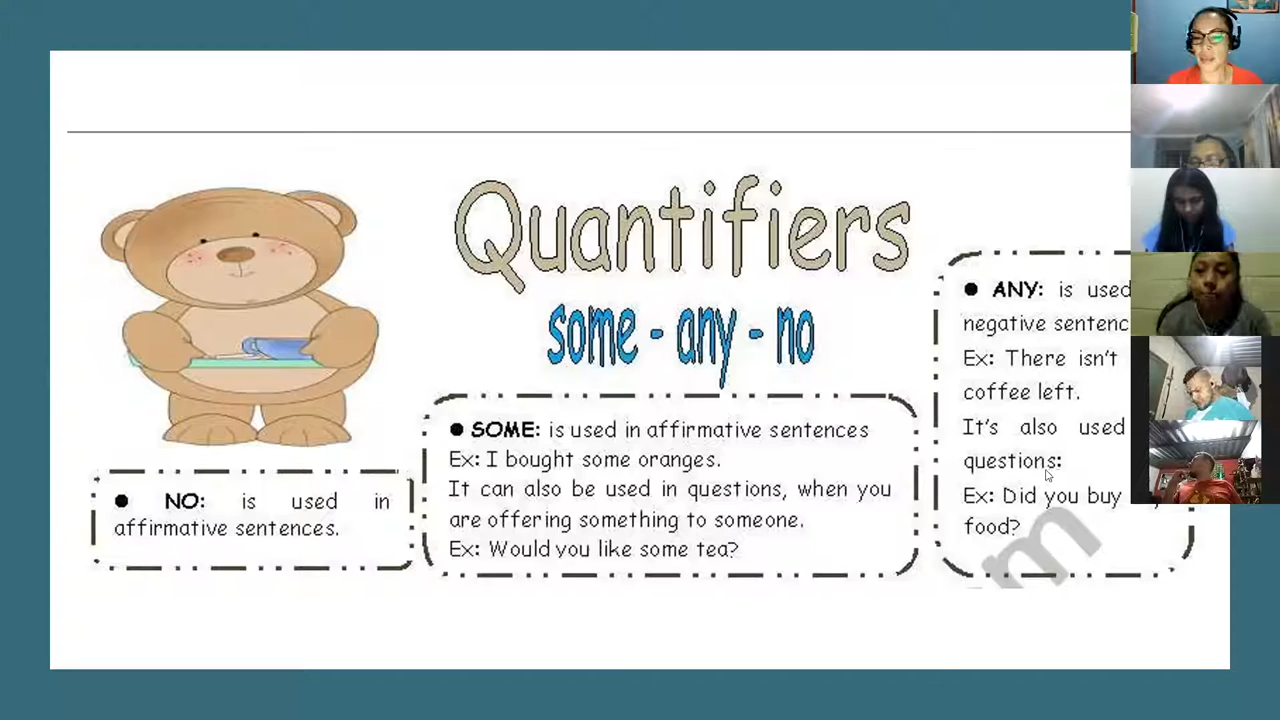 Quantifiers
some - any - no
● NO: is used in
affirmative sentences.
● SOME: is used in affirmative sentences
Ex: I bought some oranges.
It can also be used in questions, when you
are offering something to someone.
Ex: Would you like some tea?
● ANY: is used
negative
Ex: There isn't
coffee left.
It's also used
questions:
Ex: Did you buy
food?